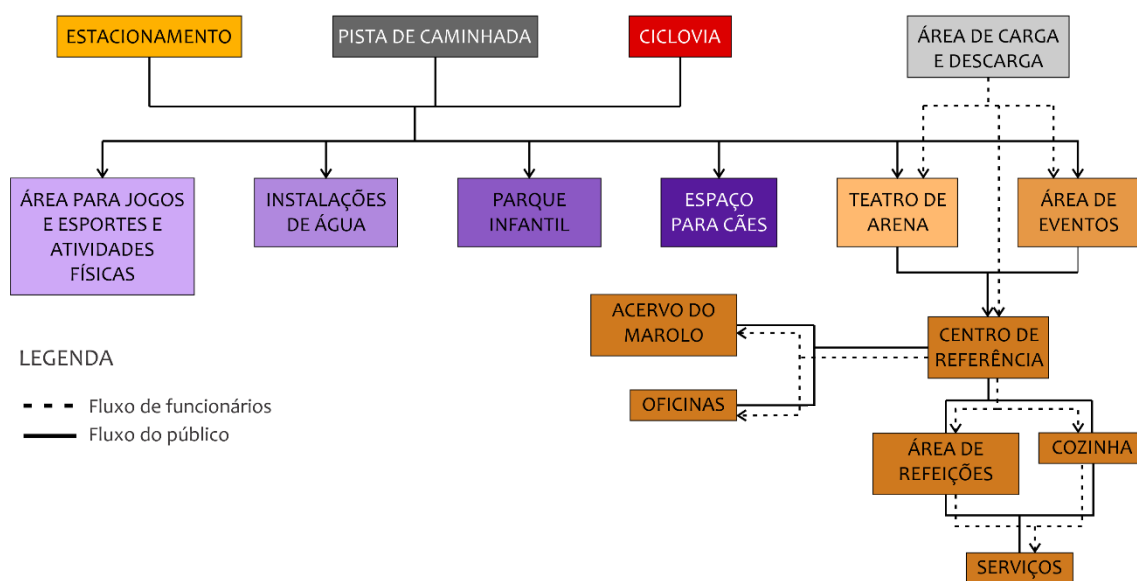 ESTACIONAMENTO
PISTA DE CAMINHADA
CICLOVIA
ÁREA DE CARGA
E DESCARGA
ÁREA PARA JOGOS
E ESPORTES E
ATIVIDADES
FÍSICAS
INSTALAÇÕES
DE ÁGUA
PARQUE
INFANTIL
ESPAÇO
PARA CÃES
TEATRO DE
ARENA
ÁREA DE
EVENTOS
ACERVO DO
MAROLO
CENTRO DE
REFERÊNCIA
OFICINAS
ÁREA DE
REFEIÇÕES
COZINHA
SERVIÇOS
LEGENDA
Fluxo de funcionários
Fluxo do público